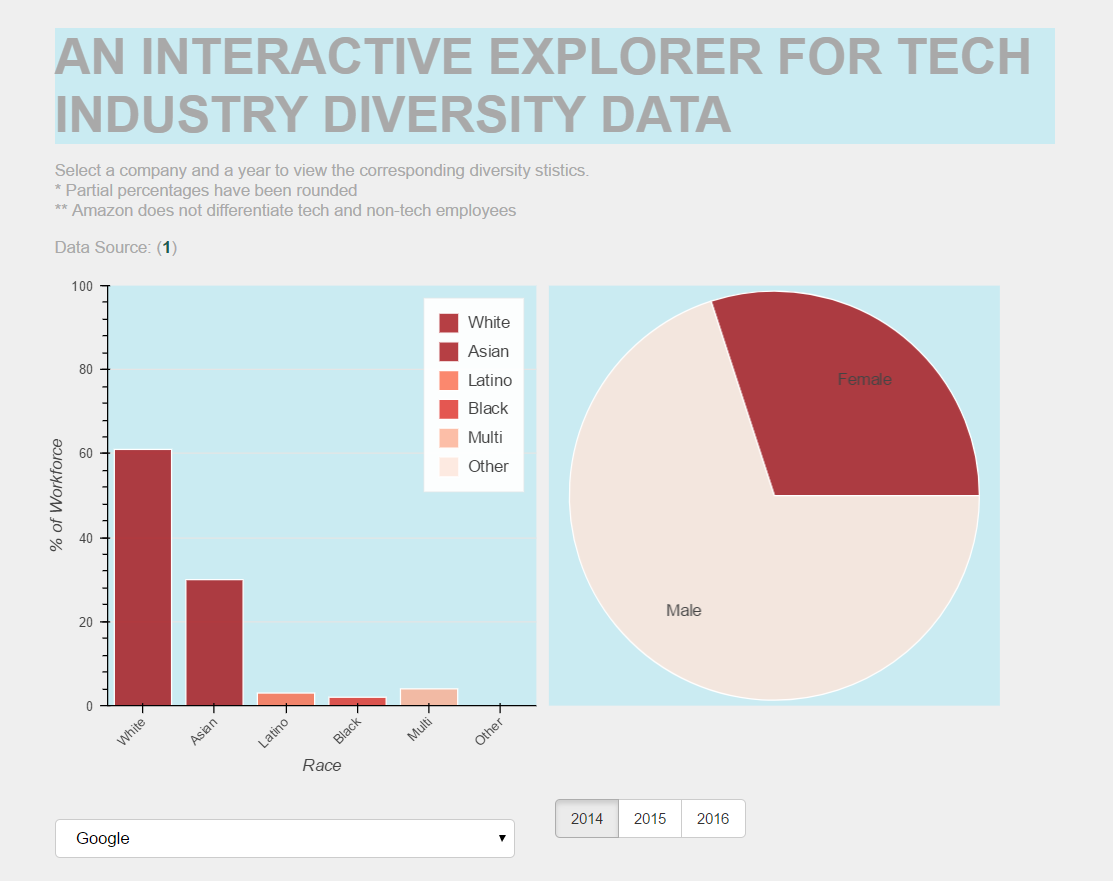 AN INTERACTIVE EXPLORER FOR TECH
INDUSTRY DIVERSITY DATA
Select a company and a year to view the corresponding diversity stistics.
* Partial percentages have been rounded
** Amazon does not differentiate tech and non-tech employees
Data Source: (1)
100
80
60
40
20
0
% of Workforce
White
Asian
Latino
Black
Multi
Other
White
Asian
Latino
Black
Multi
Other
Race
Female
Male
Google
2014 2015 2016